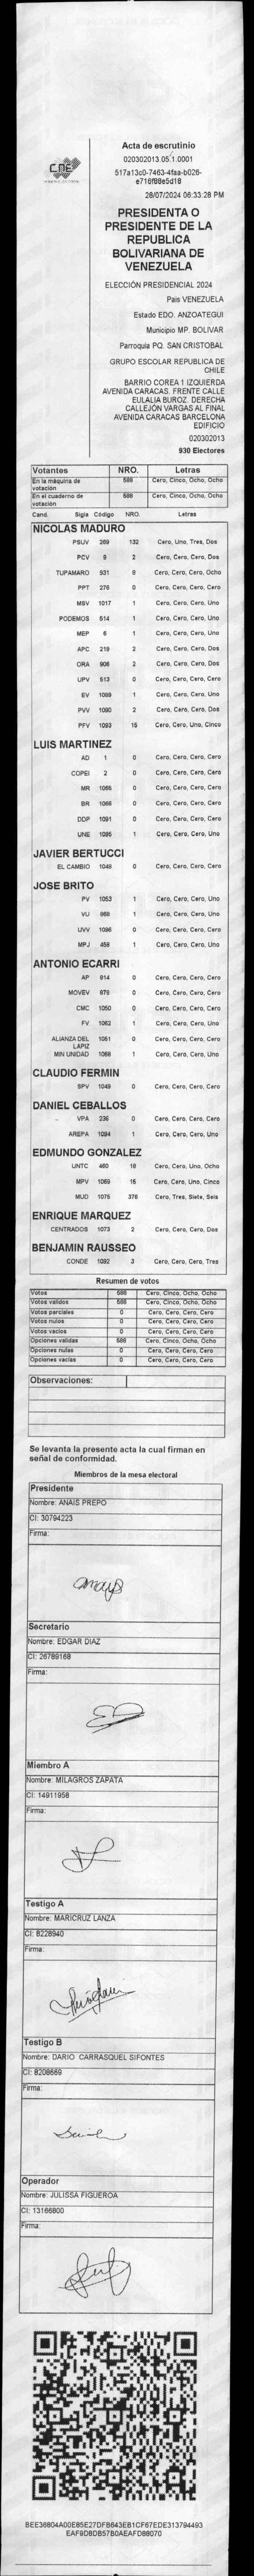 CNE
Acta de escrutinio
020302013.05.1.0001
517a13c0-7463-4faa-b026-
e716f88e5d18
28/07/2024 06:33:28 PM
PRESIDENTA O
PRESIDENTE DE LA
REPUBLICA
BOLIVARIANA DE
VENEZUELA
ELECCIÓN PRESIDENCIAL 2024
Pais VENEZUELA
Estado EDO. ANZOATEGUI
Municipio MP. BOLIVAR
Parroquia PQ. SAN CRISTOBAL
GRUPO ESCOLAR REPUBLICA DE
CHILE
BARRIO COREA 1 IZQUIERDA
AVENIDA CARACAS. FRENTE CALLE
EULALIA BUROZ. DERECHA
CALLEJÓN VARGAS AL FINAL
AVENIDA CARACAS BARCELONA
EDIFICIO
020302013
930 Electores
Votantes NRO. Letras
En la máquina de votación 588 Cero, Cinco, Ocho, Ocho
En el cuaderno de votación 588 Cero, Cinco, Ocho, Ocho
Cand. Sigla Código NRO. Letras
NICOLAS MADURO
PSUV 269 132 Cero, Uno, Tres, Dos
PCV 9 2 Cero, Cero, Cero, Dos
TUPAMARO 931 8 Cero, Cero, Cero, Ocho
PPT 276 0 Cero, Cero, Cero, Cero
MSV 1017 1 Cero, Cero, Cero, Uno
PODEMOS 514 1 Cero, Cero, Cero, Uno
MEP 6 1 Cero, Cero, Cero, Uno
APC 219 2 Cero, Cero, Cero, Dos
ORA 906 2 Cero, Cero, Cero, Dos
UPV 513 0 Cero, Cero, Cero, Cero
EV 1089 1 Cero, Cero, Cero, Uno
PVV 1090 2 Cero, Cero, Cero, Dos
PFV 1093 15 Cero, Cero, Uno, Cinco
LUIS MARTINEZ
AD 1 0 Cero, Cero, Cero, Cero
COPEI 2 0 Cero, Cero, Cero, Cero
MR 1065 0 Cero, Cero, Cero, Cero
BR 1066 0 Cero, Cero, Cero, Cero
DDP 1091 0 Cero, Cero, Cero, Cero
UNE 1095 1 Cero, Cero, Cero, Uno
JAVIER BERTUCCI
EL CAMBIO 1048 0 Cero, Cero, Cero, Cero
JOSE BRITO
PV 1053 1 Cero, Cero, Cero, Uno
VU 968 1 Cero, Cero, Cero, Uno
UVV 1096 0 Cero, Cero, Cero, Cero
MPJ 458 1 Cero, Cero, Cero, Uno
ANTONIO ECARRI
AP 914 0 Cero, Cero, Cero, Cero
MOVEV 979 0 Cero, Cero, Cero, Cero
CMC 1050 0 Cero, Cero, Cero, Cero
FV 1062 1 Cero, Cero, Cero, Uno
ALIANZA DEL LAPIZ 1051 0 Cero, Cero, Cero, Cero
MIN UNIDAD 1068 1 Cero, Cero, Cero, Uno
CLAUDIO FERMIN
SPV 1049 0 Cero, Cero, Cero, Cero
DANIEL CEBALLOS
VPA 236 0 Cero, Cero, Cero, Cero
AREPA 1094 1 Cero, Cero, Cero, Uno
EDMUNDO GONZALEZ
UNTC 460 18 Cero, Cero, Uno, Ocho
MPV 1069 15 Cero, Cero, Uno, Cinco
MUD 1075 376 Cero, Tres, Siete, Seis
ENRIQUE MARQUEZ
CENTRADOS 1073 2 Cero, Cero, Cero, Dos
BENJAMIN RAUSSEO
CONDE 1092 3 Cero, Cero, Cero, Tres
Resumen de votos
Votos 588 Cero, Cinco, Ocho, Ocho
Votos validos 588 Cero, Cinco, Ocho, Ocho
Votos parciales 0 Cero, Cero, Cero, Cero
Votos nulos 0 Cero, Cero, Cero, Cero
Votos vacios 0 Cero, Cero, Cero, Cero
Opciones validas 588 Cero, Cinco, Ocho, Ocho
Opciones nulas 0 Cero, Cero, Cero, Cero
Opciones vacias 0 Cero, Cero, Cero, Cero
Observaciones:
Se levanta la presente acta la cual firman en
señal de conformidad.
Miembros de la mesa electoral
Presidente
Nombre: ANAIS PREPO
CI: 30794223
Firma:
Secretario
Nombre: EDGAR DIAZ
CI: 26789168
Firma:
Miembro A
Nombre: MILAGROS ZAPATA
CI: 14911958
Firma:
Testigo A
Nombre: MARICRUZ LANZA
CI: 8228940
Firma:
Testigo B
Nombre: DARIO CARRASQUEL SIFONTES
CI: 8208669
Firma:
Operador
Nombre: JULISSA FIGUEROA
CI: 13166800
Firma:
BEE36804A00E85E27DFB643EB1CF67EDE313794493
EAF9D8DB57B0AEAFD88070